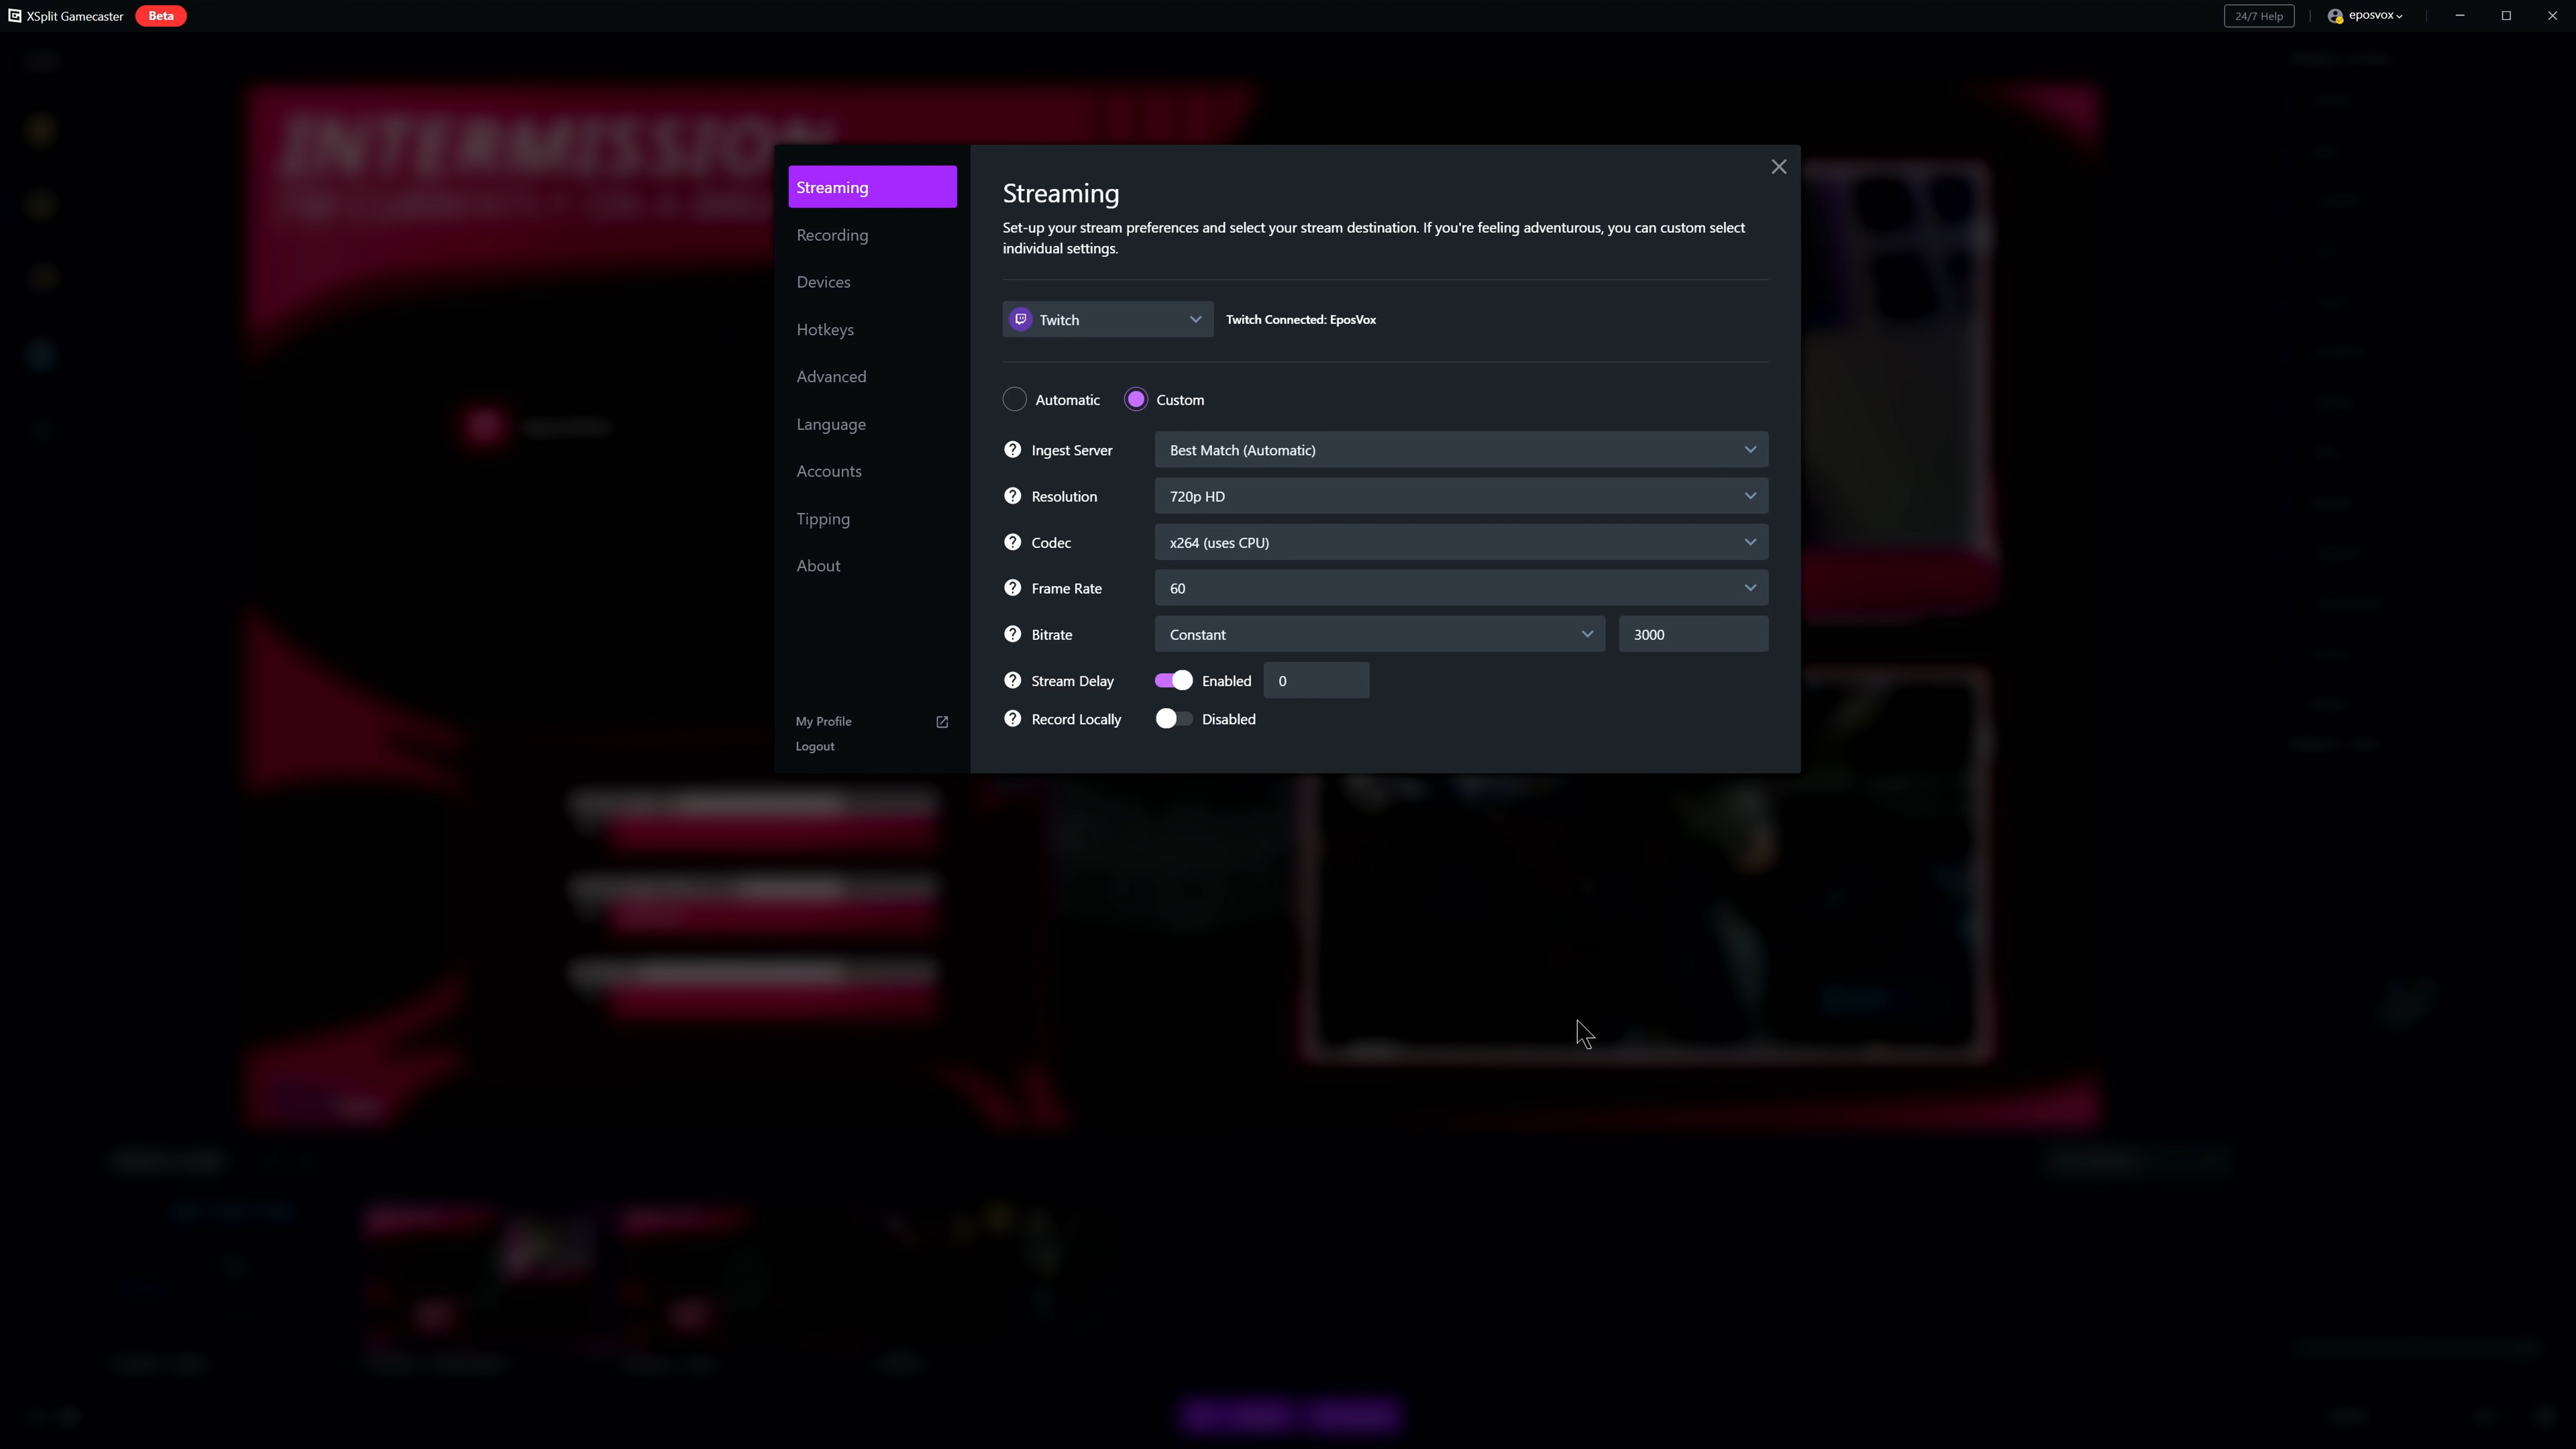 XSplit Gamecaster Beta
24/7 Help
eposvox
INTERMISSION
Streaming
Recording
Devices
Hotkeys
Advanced
Language
Accounts
Tipping
About
My Profile
Logout
Streaming
Set-up your stream preferences and select your stream destination. If you're feeling adventurous, you can custom select
individual settings.
Twitch
Twitch Connected: EposVox
Automatic
Custom
Ingest Server
Best Match (Automatic)
Resolution
720p HD
Codec
x264 (uses CPU)
Frame Rate
60
Bitrate
Constant
3000
Stream Delay
Enabled
0
Record Locally
Disabled